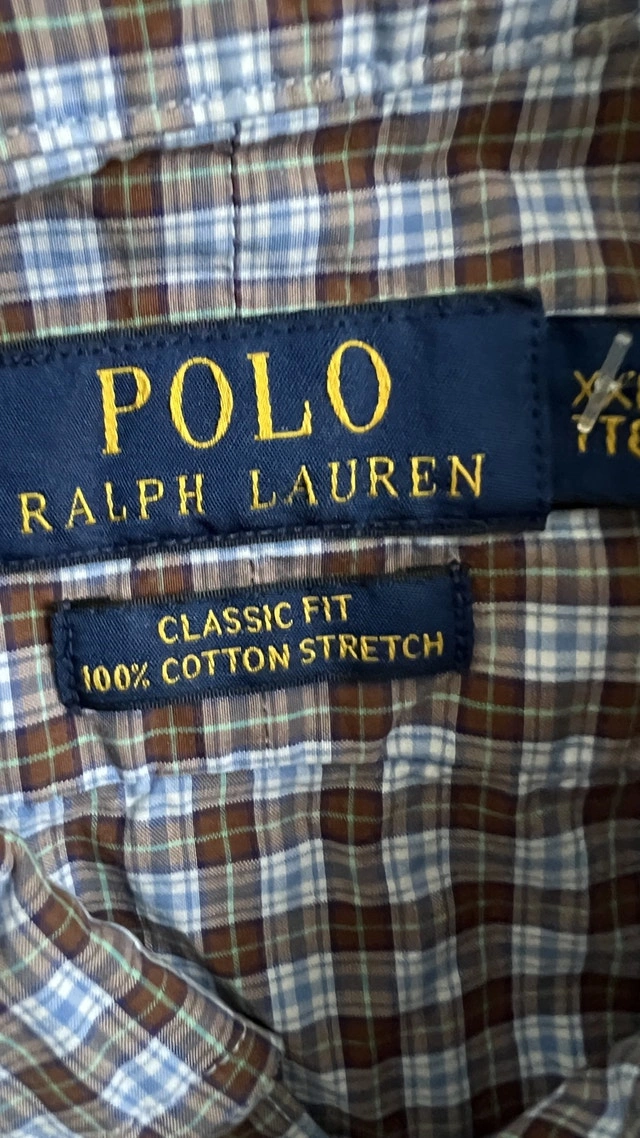 POLO
RALPH LAUREN
CLASSIC FIT
100% COTTON STRETCH